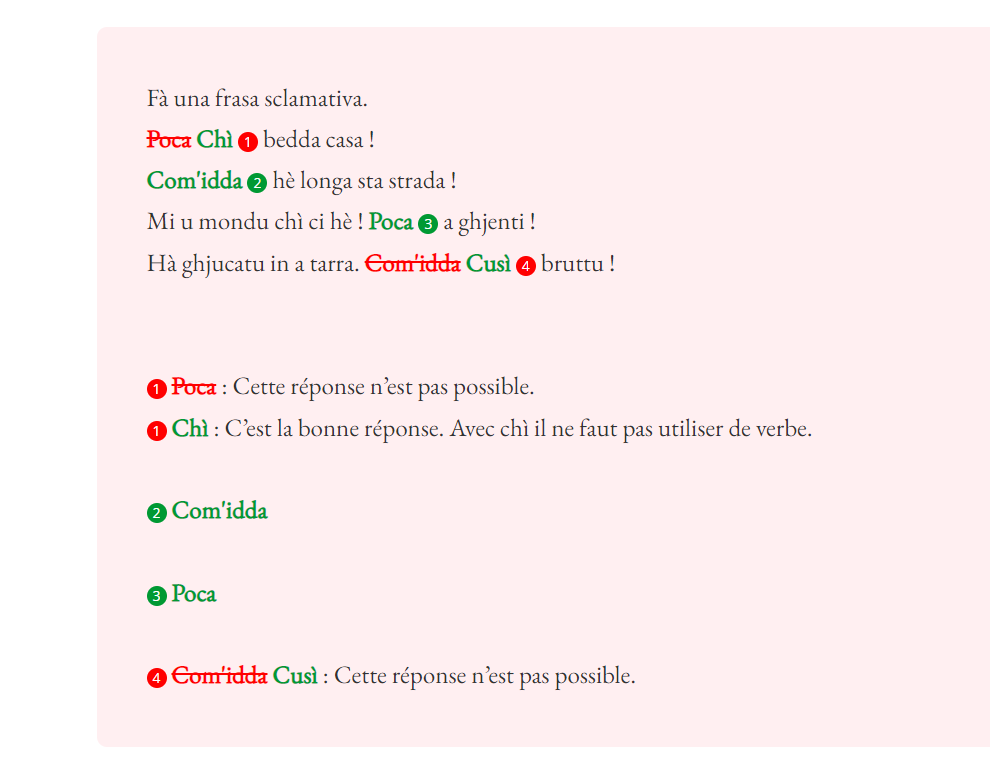 Fà una frasa sclamativa.
Poca Chì 1 bedda casa !
Com'idda 2 hè longa sta strada !
Mi u mondu chì ci hè ! Poca 3 a ghjenti !
Hà ghjucatu in a tarra. Com'idda Cusì 4 bruttu !
1 Poca : Cette réponse n’est pas possible.
1 Chì : C’est la bonne réponse. Avec chì il ne faut pas utiliser de verbe.
2 Com'idda
3 Poca
4 Com'idda Cusì : Cette réponse n’est pas possible.